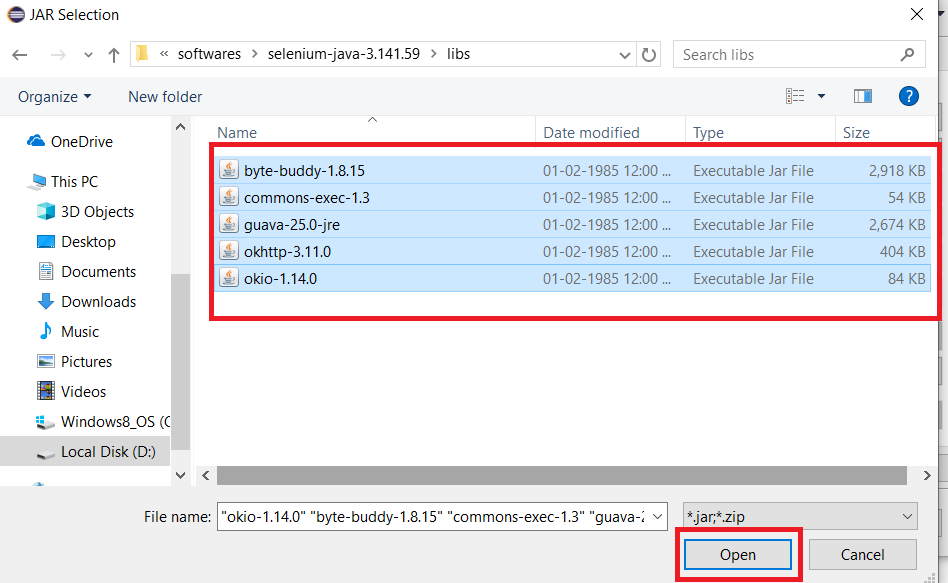 JAR Selection
« softwares > selenium-java-3.141.59 > libs
Search libs
Organize
New folder
?
Name Date modified Type Size
OneDrive
This PC
3D Objects
Desktop
Documents
Downloads
Music
Pictures
Videos
Windows8_OS (C
Local Disk (D:)
byte-buddy-1.8.15 01-02-1985 12:00 ... Executable Jar File 2,918 KB
commons-exec-1.3 01-02-1985 12:00 ... Executable Jar File 54 KB
guava-25.0-jre 01-02-1985 12:00 ... Executable Jar File 2,674 KB
okhttp-3.11.0 01-02-1985 12:00 ... Executable Jar File 404 KB
okio-1.14.0 01-02-1985 12:00 ... Executable Jar File 84 KB
File name: "okio-1.14.0" "byte-buddy-1.8.15" "commons-exec-1.3" "guava-2
*.jar;*.zip
Open
Cancel